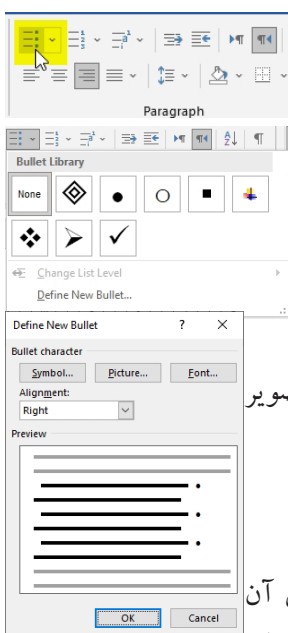 Paragraph
Bullet Library
None
Change List Level
Define New Bullet...
Define New Bullet ? ×
Bullet character
Symbol... Picture... Font...
Alignment:
Right
Preview
OK Cancel
آن